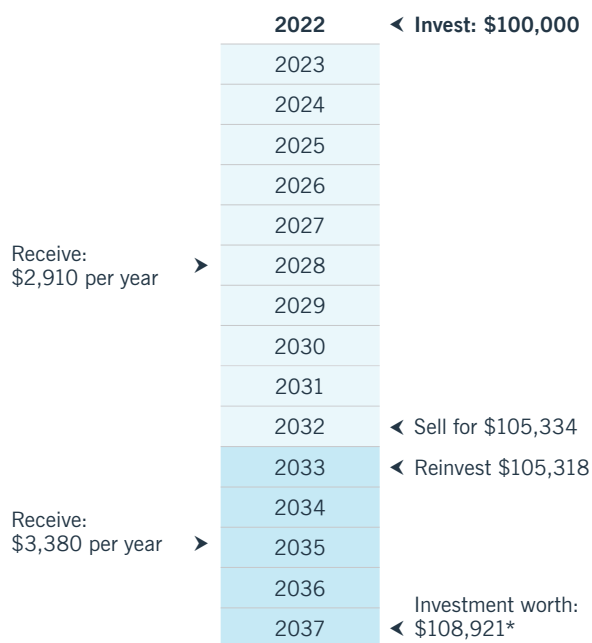 2022
Invest: $100,000
2023
2024
2025
2026
2027
Receive:
$2,910 per year
2028
2029
2030
2031
2032
Sell for $105,334
2033
Reinvest $105,318
2034
Receive:
$3,380 per year
2035
2036
2037
Investment worth:
$108,921*